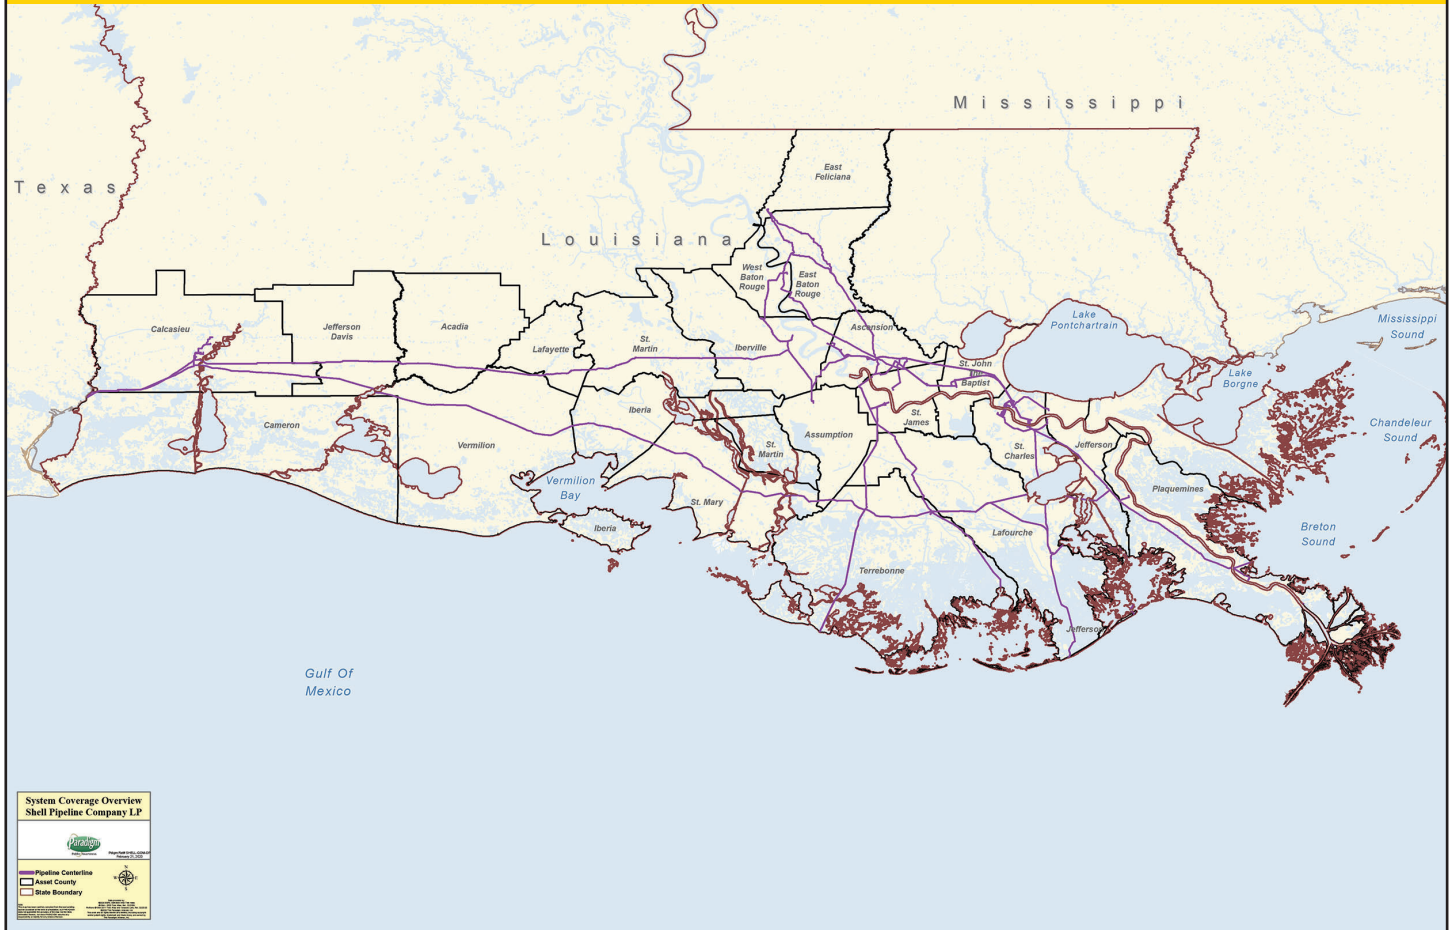 Mississippi
Texas
East
Feliciana
Louisiana
West
Baton
Rouge
East
Baton
Rouge
Lake
Pontchartrain
Mississippi
Sound
Calcasieu
Jefferson
Davis
Acadia
Lafayette
St.
Martin
Iberville
Ascension
St. John
the
Baptist
Lake
Borgne
Cameron
Vermilion
Iberia
St.
Martin
Assumption
St.
James
St.
Charles
Jefferson
Chandeleur
Sound
Vermilion
Bay
Iberia
St. Mary
Plaquemines
Lafourche
Breton
Sound
Terrebonne
Jefferson
Gulf Of
Mexico
System Coverage Overview
Shell Pipeline Company LP
Paradigm
Pipeline Centerline
Asset County
State Boundary
N
W
E
S